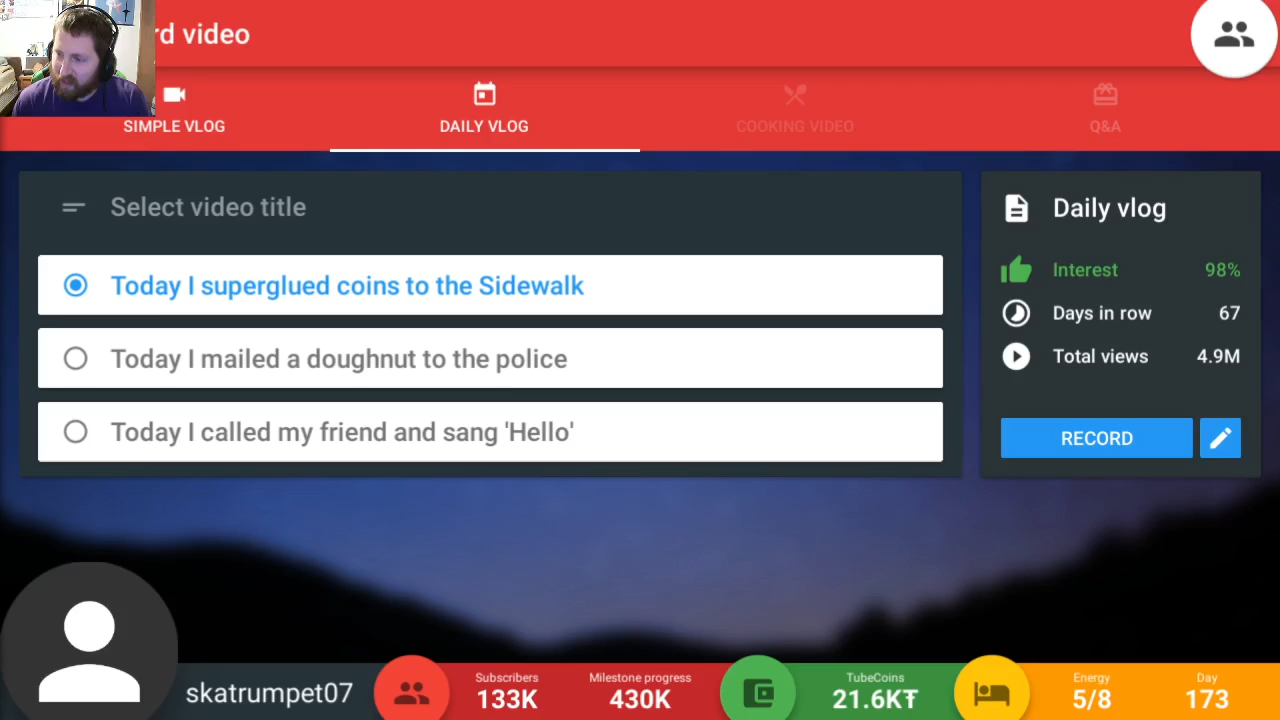 rd video
SIMPLE VLOG
DAILY VLOG
COOKING VIDEO
Q&A
Select video title
Today I superglued coins to the Sidewalk
Today I mailed a doughnut to the police
Today I called my friend and sang 'Hello'
Daily vlog
Interest 98%
Days in row 67
Total views 4.9M
RECORD
skatrumpet07
Subscribers
133K
Milestone progress
430K
TubeCoins
21.6KŦ
Energy
5/8
Day
173